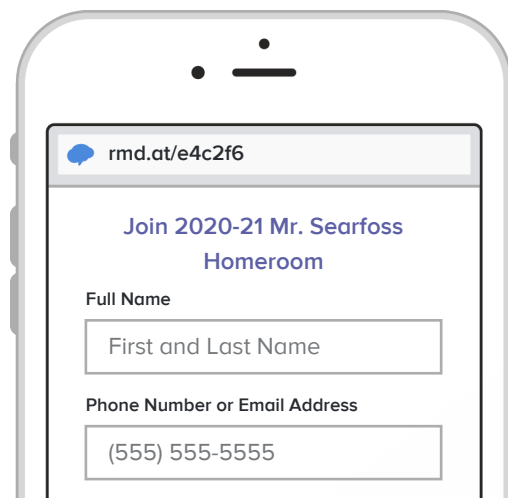 rmd.at/e4c2f6
Join 2020-21 Mr. Searfoss
Homeroom
Full Name
First and Last Name
Phone Number or Email Address
(555) 555-5555